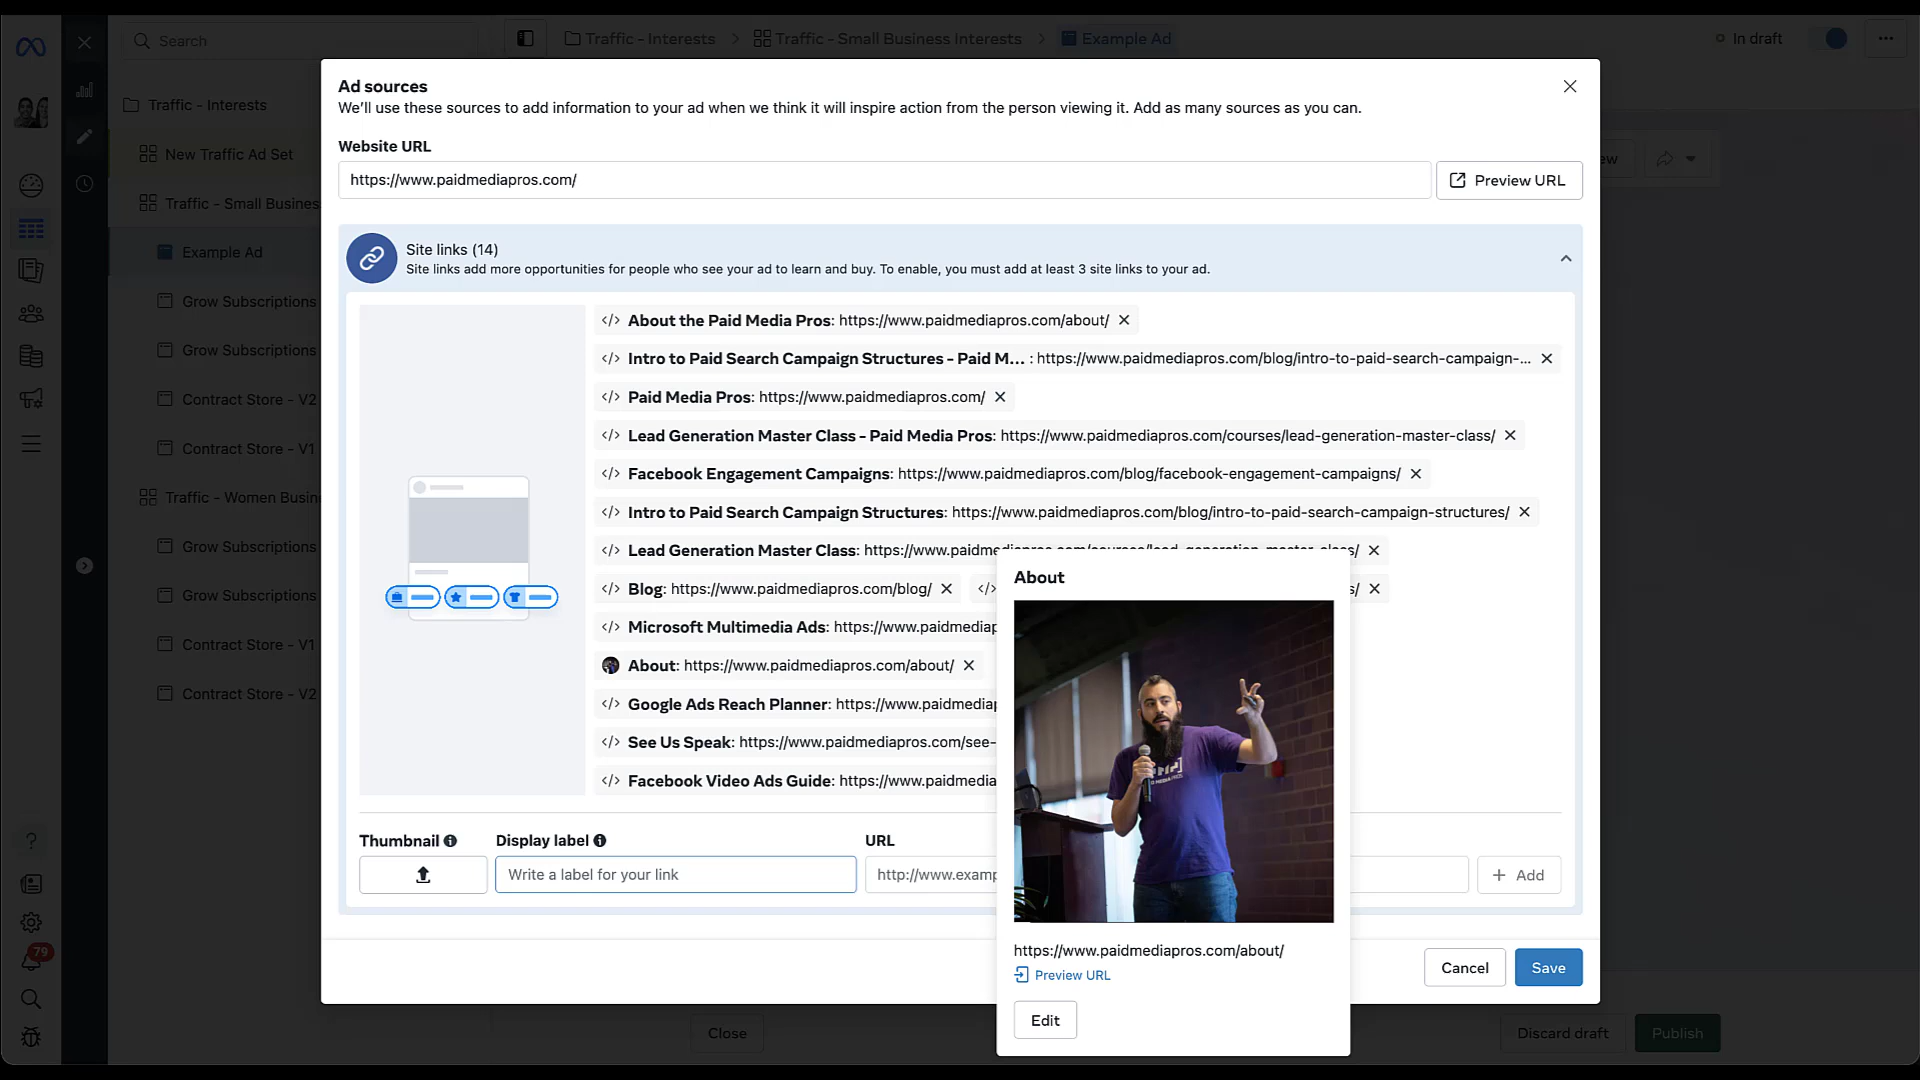 Search
Traffic - Interests
Traffic - Small Business Interests
Example Ad
In draft
Traffic - Interests
New Traffic Ad Set
Traffic - Small Busines
Example Ad
Grow Subscriptions
Grow Subscriptions
Contract Store - V2
Contract Store - V1
Traffic - Women Busin
Grow Subscriptions
Grow Subscriptions
Contract Store - V1
Contract Store - V2
79
Ad sources
We'll use these sources to add information to your ad when we think it will inspire action from the person viewing it. Add as many sources as you can.
Website URL
https://www.paidmediapros.com/
Preview URL
Site links (14)
Site links add more opportunities for people who see your ad to learn and buy. To enable, you must add at least 3 site links to your ad.
</> About the Paid Media Pros: https://www.paidmediapros.com/about/
</> Intro to Paid Search Campaign Structures - Paid M... : https://www.paidmediapros.com/blog/intro-to-paid-search-campaign-...
</> Paid Media Pros: https://www.paidmediapros.com/
</> Lead Generation Master Class - Paid Media Pros: https://www.paidmediapros.com/courses/lead-generation-master-class/
</> Facebook Engagement Campaigns: https://www.paidmediapros.com/blog/facebook-engagement-campaigns/
</> Intro to Paid Search Campaign Structures: https://www.paidmediapros.com/blog/intro-to-paid-search-campaign-structures/
</> Lead Generation Master Class: https://www.paidmediapros.com/courses/lead-generation-master-class/
</> Blog: https://www.paidmediapros.com/blog/ </> s/
</> Microsoft Multimedia Ads: https://www.paidmediap
About: https://www.paidmediapros.com/about/
</> Google Ads Reach Planner: https://www.paidmedia
</> See Us Speak: https://www.paidmediapros.com/see-
</> Facebook Video Ads Guide: https://www.paidmedia
About
https://www.paidmediapros.com/about/
Preview URL
Edit
Thumbnail
Display label
URL
Write a label for your link
http://www.examp
+ Add
Cancel
Save
Close
Discard draft
Publish